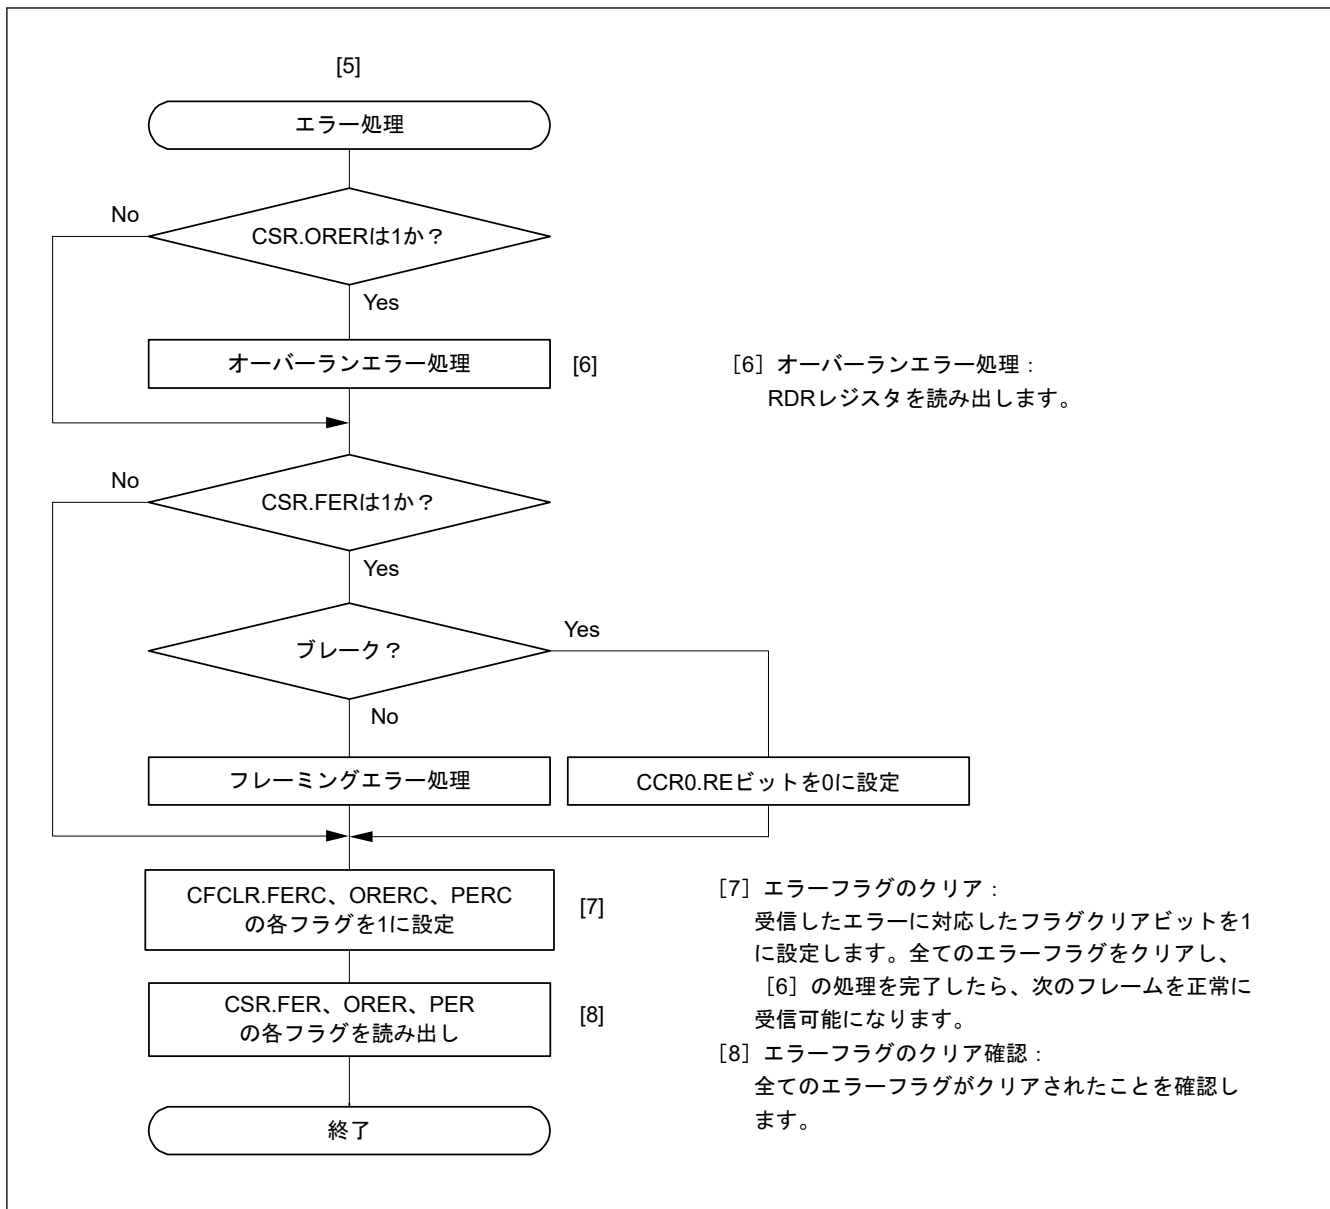 [5]
エラー処理
No
CSR.ORERは1か？
Yes
オーバーランエラー処理
[6]
［6］オーバーランエラー処理：
RDRレジスタを読み出します。
No
CSR.FERは1か？
Yes
ブレーク？
Yes
No
フレーミングエラー処理
CCR0.REビットを0に設定
CFCLR.FERC、ORERC、PERC
の各フラグを1に設定
[7]
［7］エラーフラグのクリア：
受信したエラーに対応したフラグクリアビットを1
に設定します。全てのエラーフラグをクリアし、
［6］の処理を完了したら、次のフレームを正常に
受信可能になります。
CSR.FER、ORER、PER
の各フラグを読み出し
[8]
［8］エラーフラグのクリア確認：
全てのエラーフラグがクリアされたことを確認し
ます。
終了